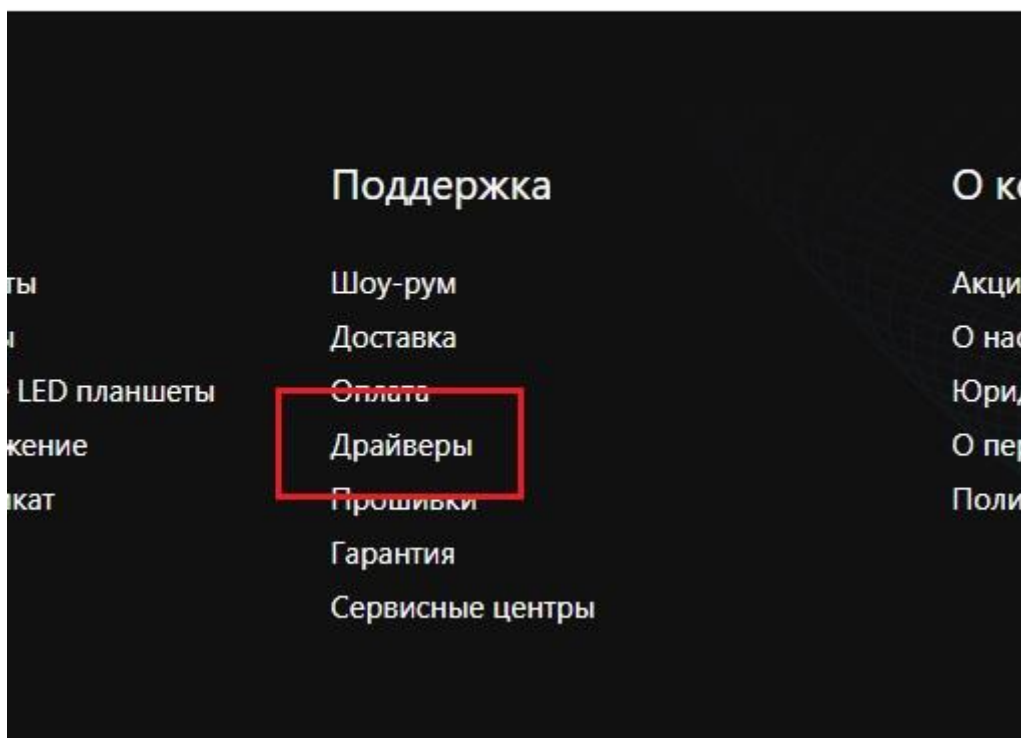 Поддержка
Шоу-рум
Доставка
Оплата
Драйверы
Прошивки
Гарантия
Сервисные центры
LED планшеты
О
О
О